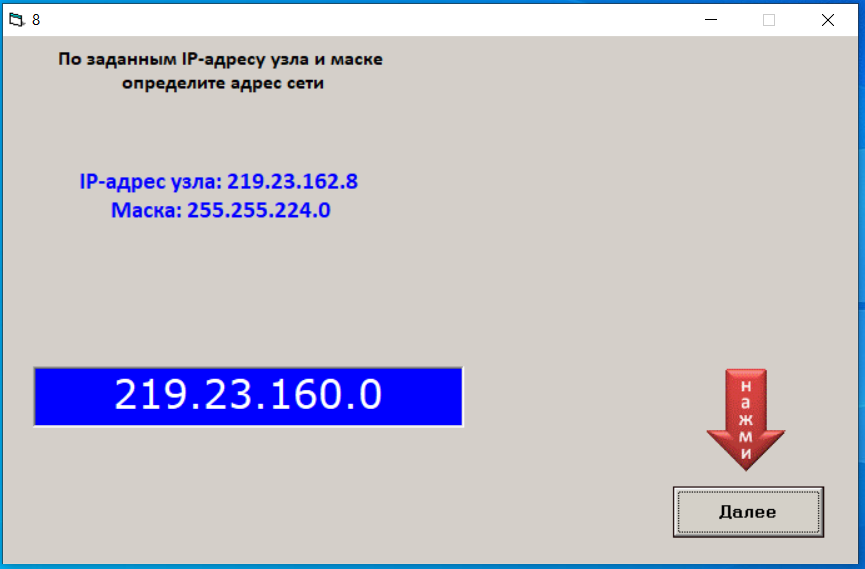 8
По заданным IP-адресу узла и маске
определите адрес сети
IP-адрес узла: 219.23.162.8
Маска: 255.255.224.0
219.23.160.0
нажми
Далее